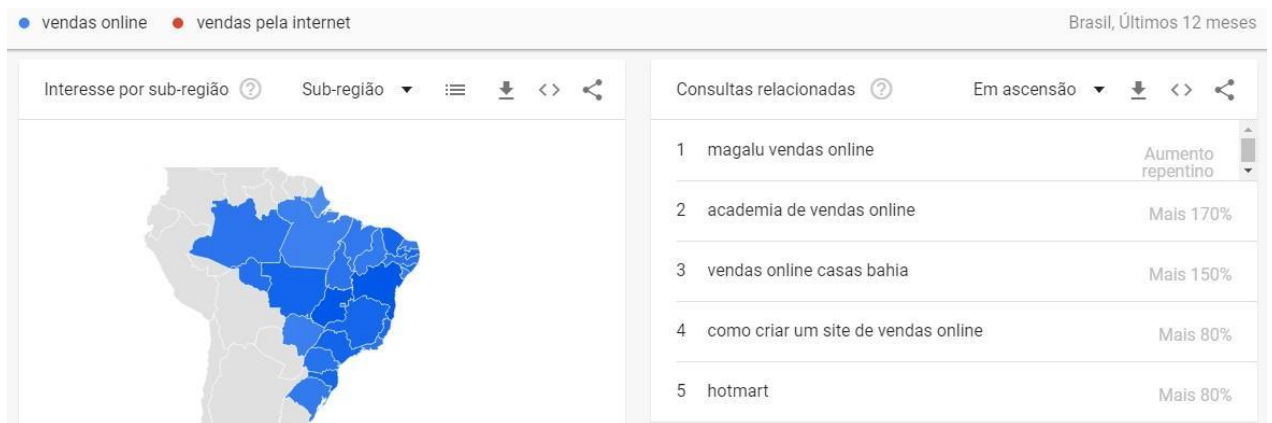 vendas online vendas pela internet Brasil, Últimos 12 meses
Interesse por sub-região Sub-região
Consultas relacionadas Em ascensão
1 magalu vendas online Aumento repentino
2 academia de vendas online Mais 170%
3 vendas online casas bahia Mais 150%
4 como criar um site de vendas online Mais 80%
5 hotmart Mais 80%